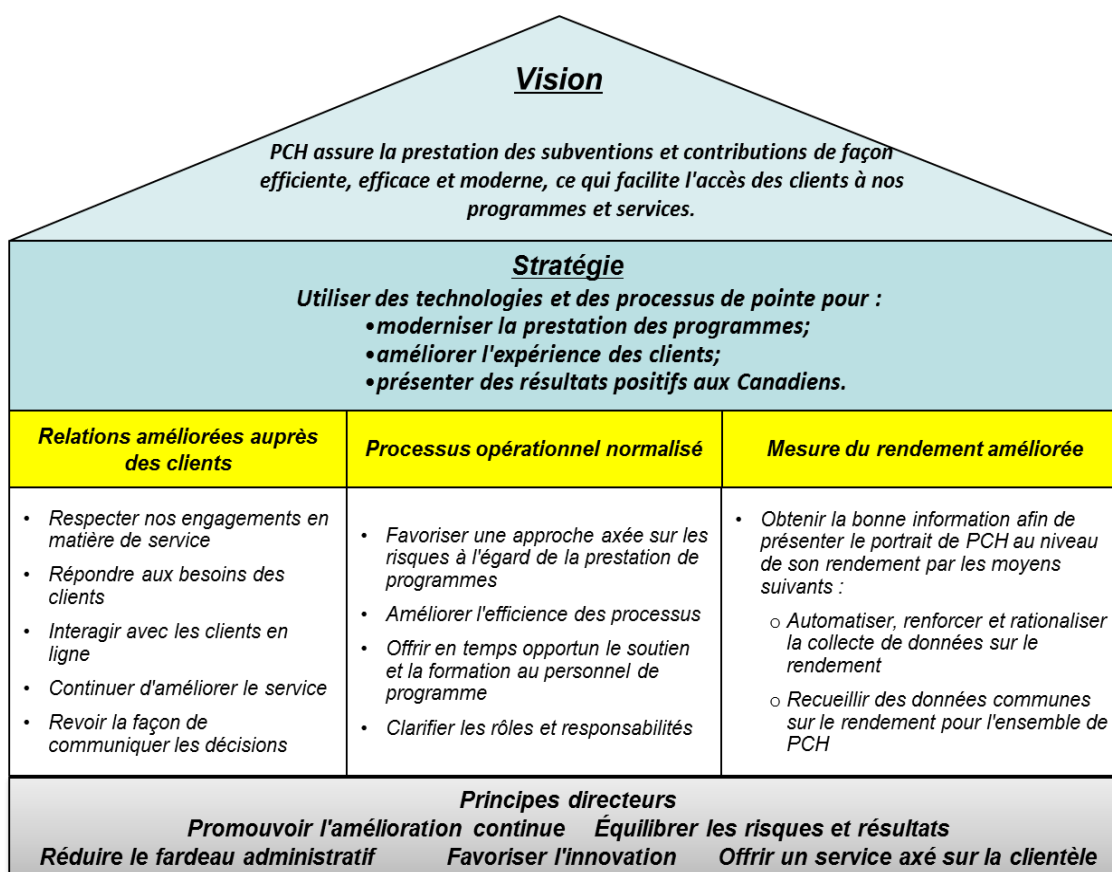 Vision
PCH assure la prestation des subventions et contributions de façon
efficiente, efficace et moderne, ce qui facilite l'accès des clients à nos
programmes et services.
Stratégie
Utiliser des technologies et des processus de pointe pour :
•moderniser la prestation des programmes;
•améliorer l'expérience des clients;
•présenter des résultats positifs aux Canadiens.
Relations améliorées auprès
des clients
• Respecter nos engagements en
matière de service
• Répondre aux besoins des
clients
• Interagir avec les clients en
ligne
• Continuer d'améliorer le service
• Revoir la façon de
communiquer les décisions
Processus opérationnel normalisé
• Favoriser une approche axée sur les
risques à l'égard de la prestation de
programmes
• Améliorer l'efficience des processus
• Offrir en temps opportun le soutien
et la formation au personnel de
programme
• Clarifier les rôles et responsabilités
Mesure du rendement améliorée
• Obtenir la bonne information afin de
présenter le portrait de PCH au niveau
de son rendement par les moyens
suivants :
o Automatiser, renforcer et rationaliser
la collecte de données sur le
rendement
o Recueillir des données communes
sur le rendement pour l'ensemble de
PCH
Principes directeurs
Promouvoir l'amélioration continue Équilibrer les risques et résultats
Réduire le fardeau administratif Favoriser l'innovation Offrir un service axé sur la clientèle